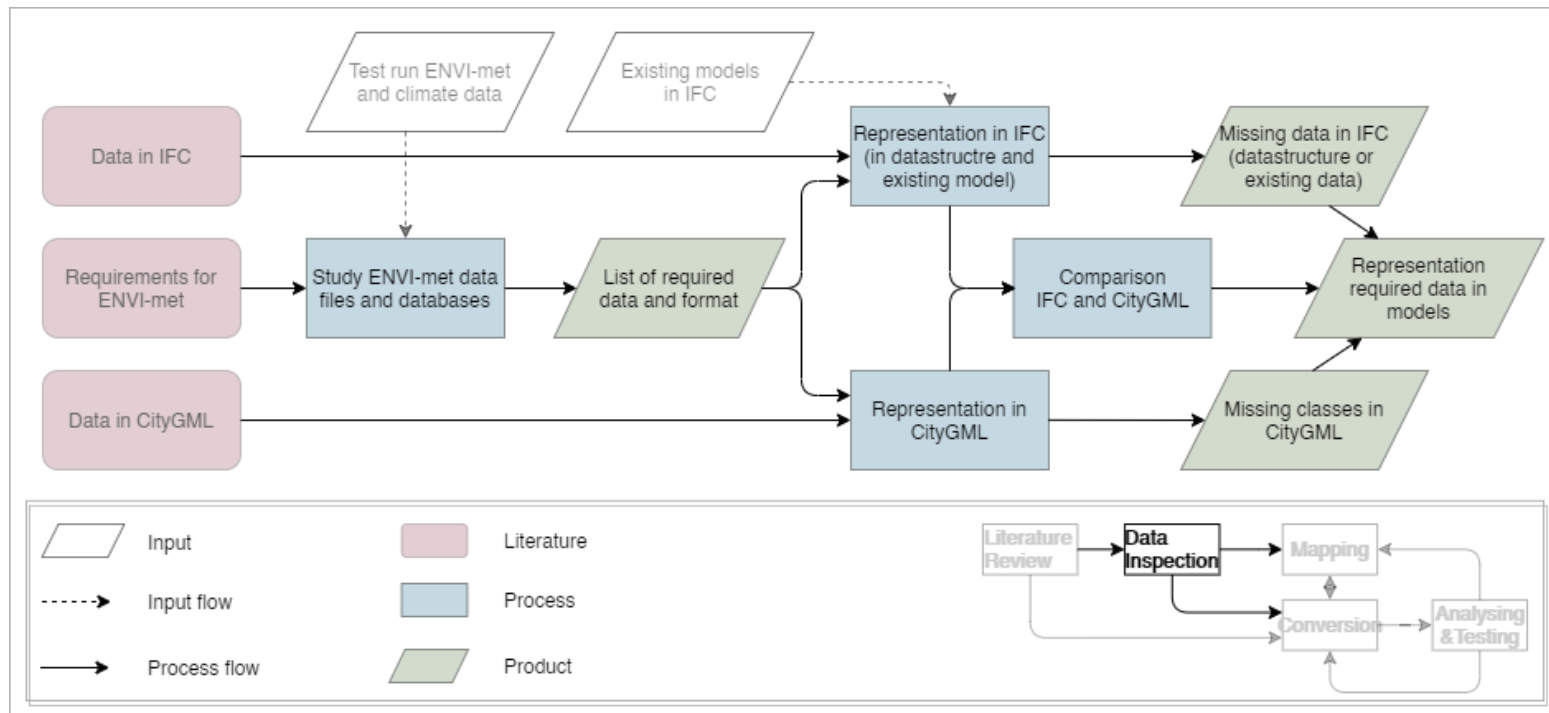 Test run ENVI-met
and climate data
Existing models
in IFC
Data in IFC
Representation in IFC
(in datastructre and
existing model)
Missing data in IFC
(datastructure or
existing data)
Requirements for
ENVI-met
Study ENVI-met data
files and databases
List of required
data and format
Comparison
IFC and CityGML
Representation
required data in
models
Data in CityGML
Representation in
CityGML
Missing classes in
CityGML
Input
Literature
Input flow
Process
Process flow
Product
Literature
Review
Data
Inspection
Mapping
Conversion
Analysing
&Testing